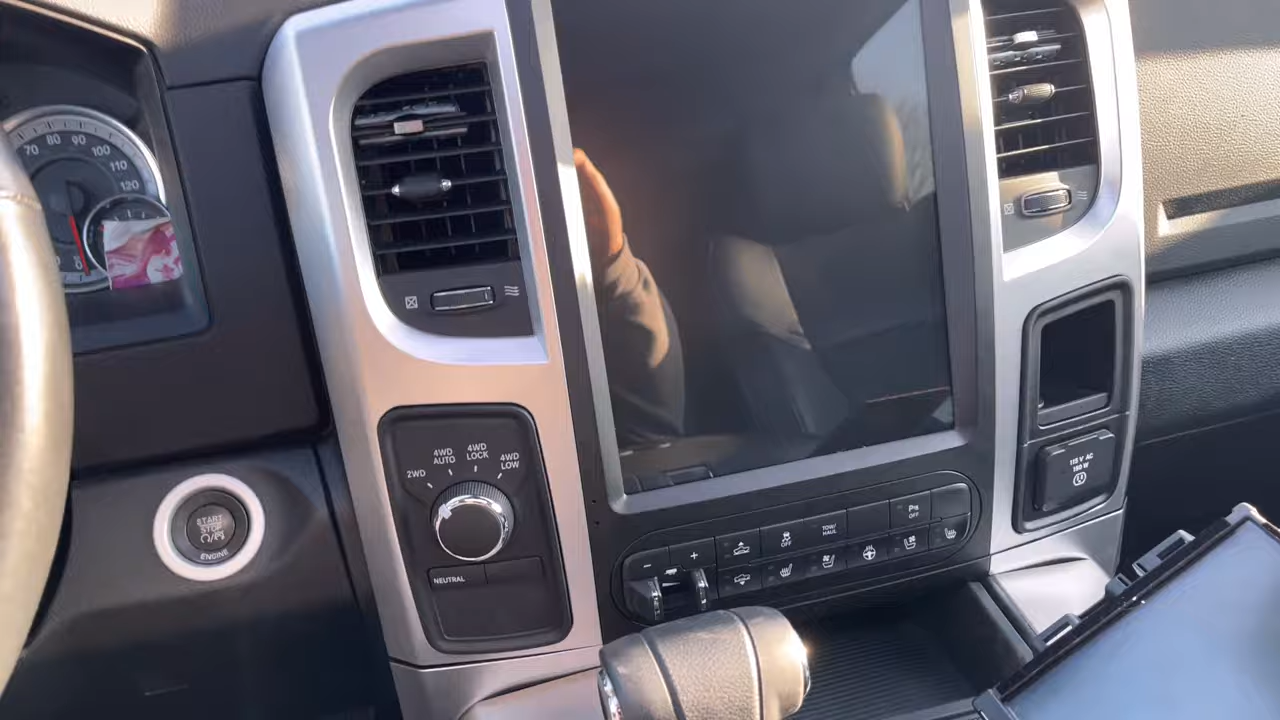 70
80
90
100
110
120
2WD
4WD
AUTO
4WD
LOCK
4WD
LOW
NEUTRAL
START
STOP
ENGINE
−
+
OFF
TOW/
HAUL
OFF
115 V AC
150 W